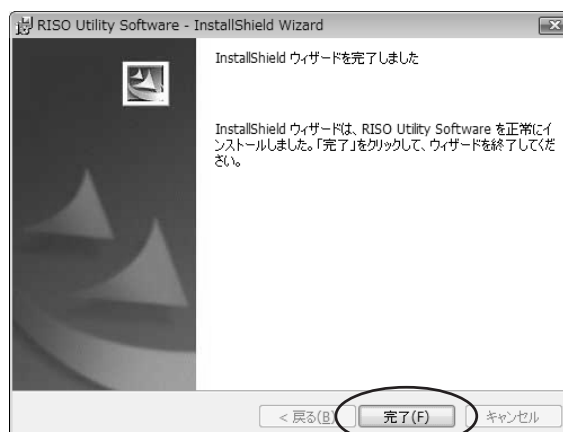 RISO Utility Software - InstallShield Wizard
InstallShield ウィザードを完了しました
InstallShield ウィザードは、RISO Utility Software を正常にイ
ンストールしました。「完了」をクリックして、ウィザードを終了してくだ
さい。
< 戻る(B) 完了(F) キャンセル